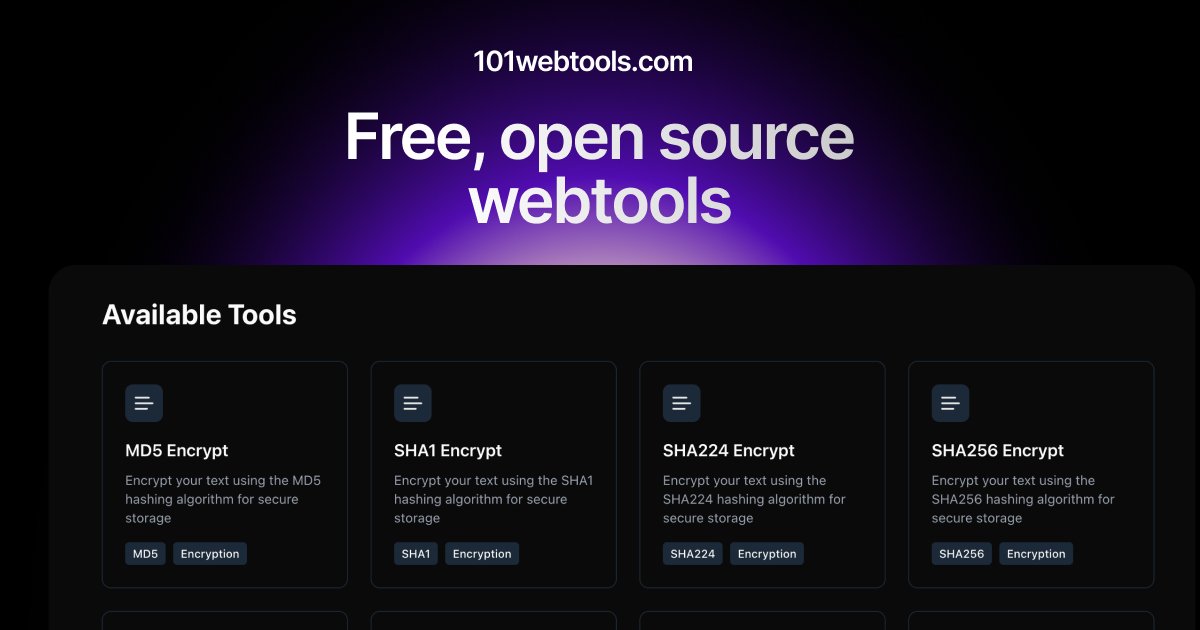 101webtools.com
Free, open source
webtools
Available Tools
MD5 Encrypt
Encrypt your text using the MD5
hashing algorithm for secure
storage
MD5
Encryption
SHA1 Encrypt
Encrypt your text using the SHA1
hashing algorithm for secure
storage
SHA1
Encryption
SHA224 Encrypt
Encrypt your text using the
SHA224 hashing algorithm for
secure storage
SHA224
Encryption
SHA256 Encrypt
Encrypt your text using the
SHA256 hashing algorithm for
secure storage
SHA256
Encryption